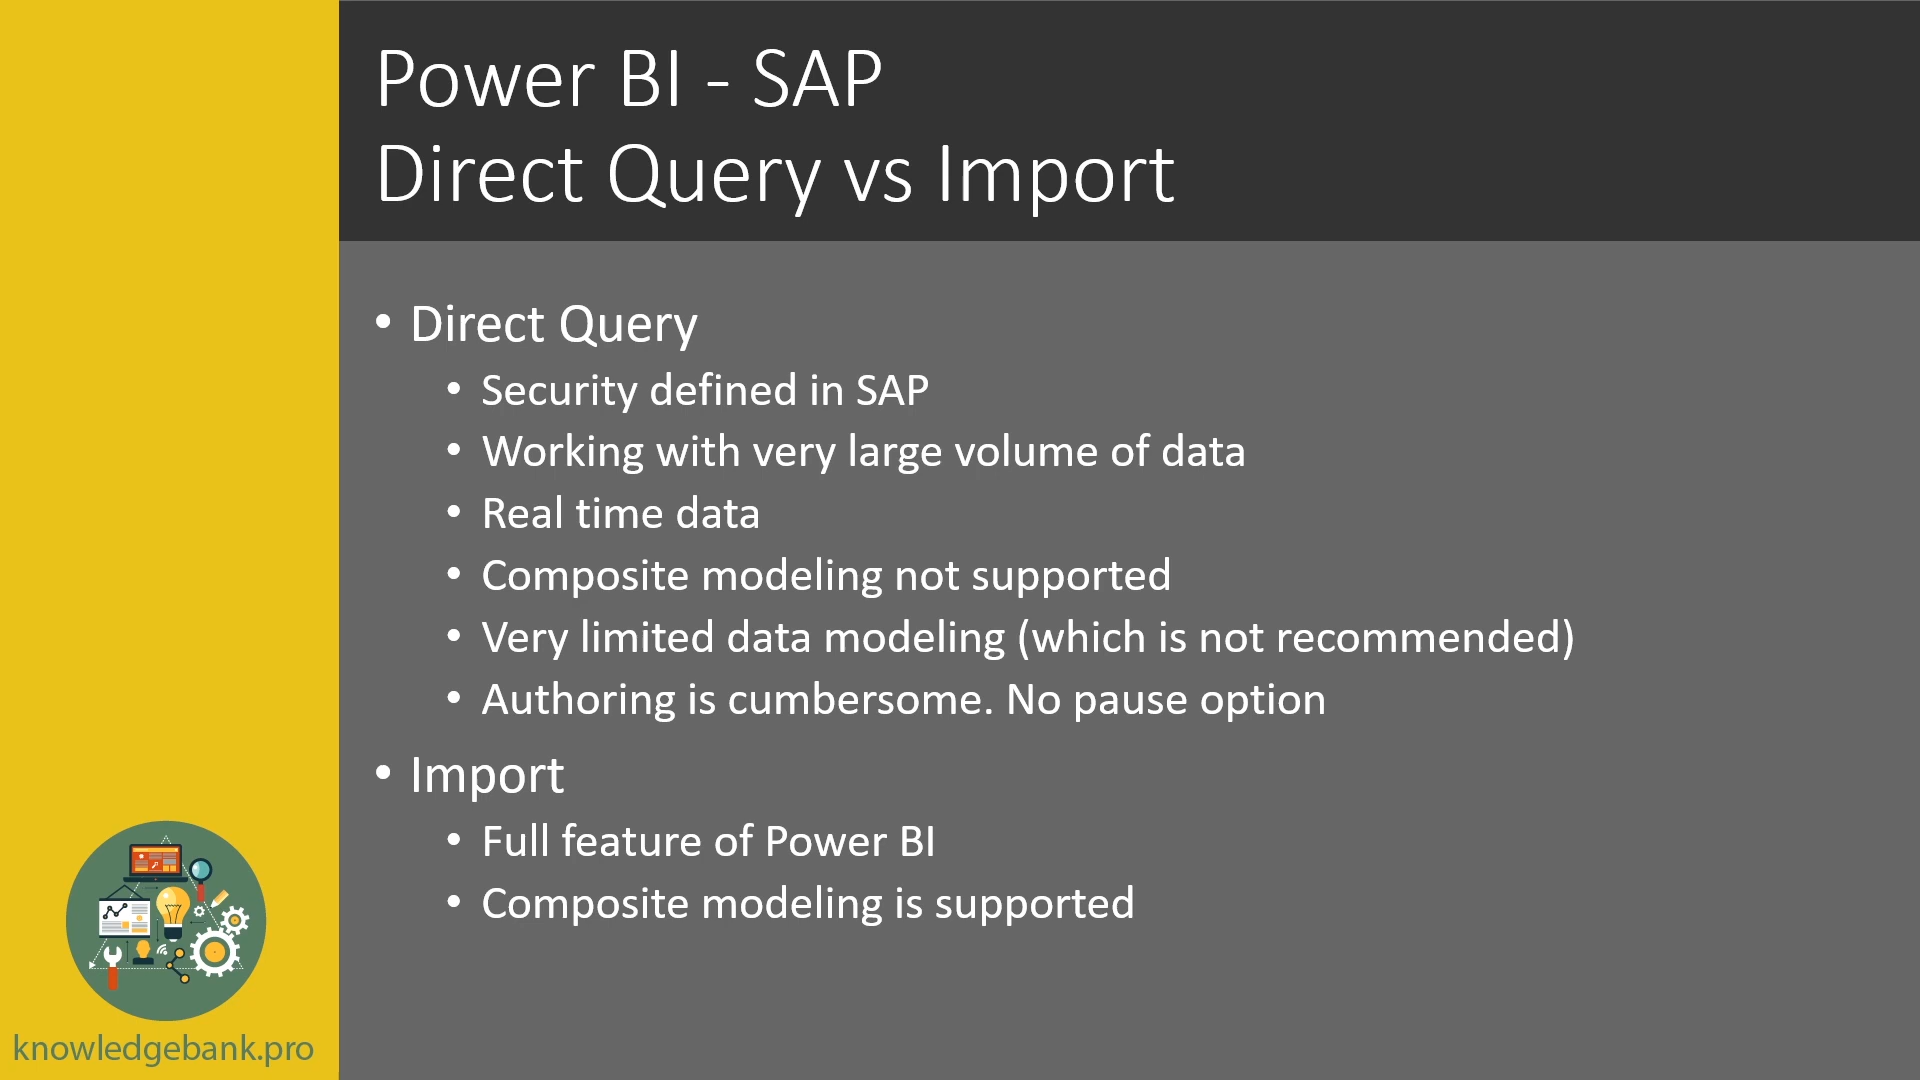 Power BI - SAP
Direct Query vs Import
• Direct Query
• Security defined in SAP
• Working with very large volume of data
• Real time data
• Composite modeling not supported
• Very limited data modeling (which is not recommended)
• Authoring is cumbersome. No pause option
• Import
• Full feature of Power BI
• Composite modeling is supported
knowledgebank.pro